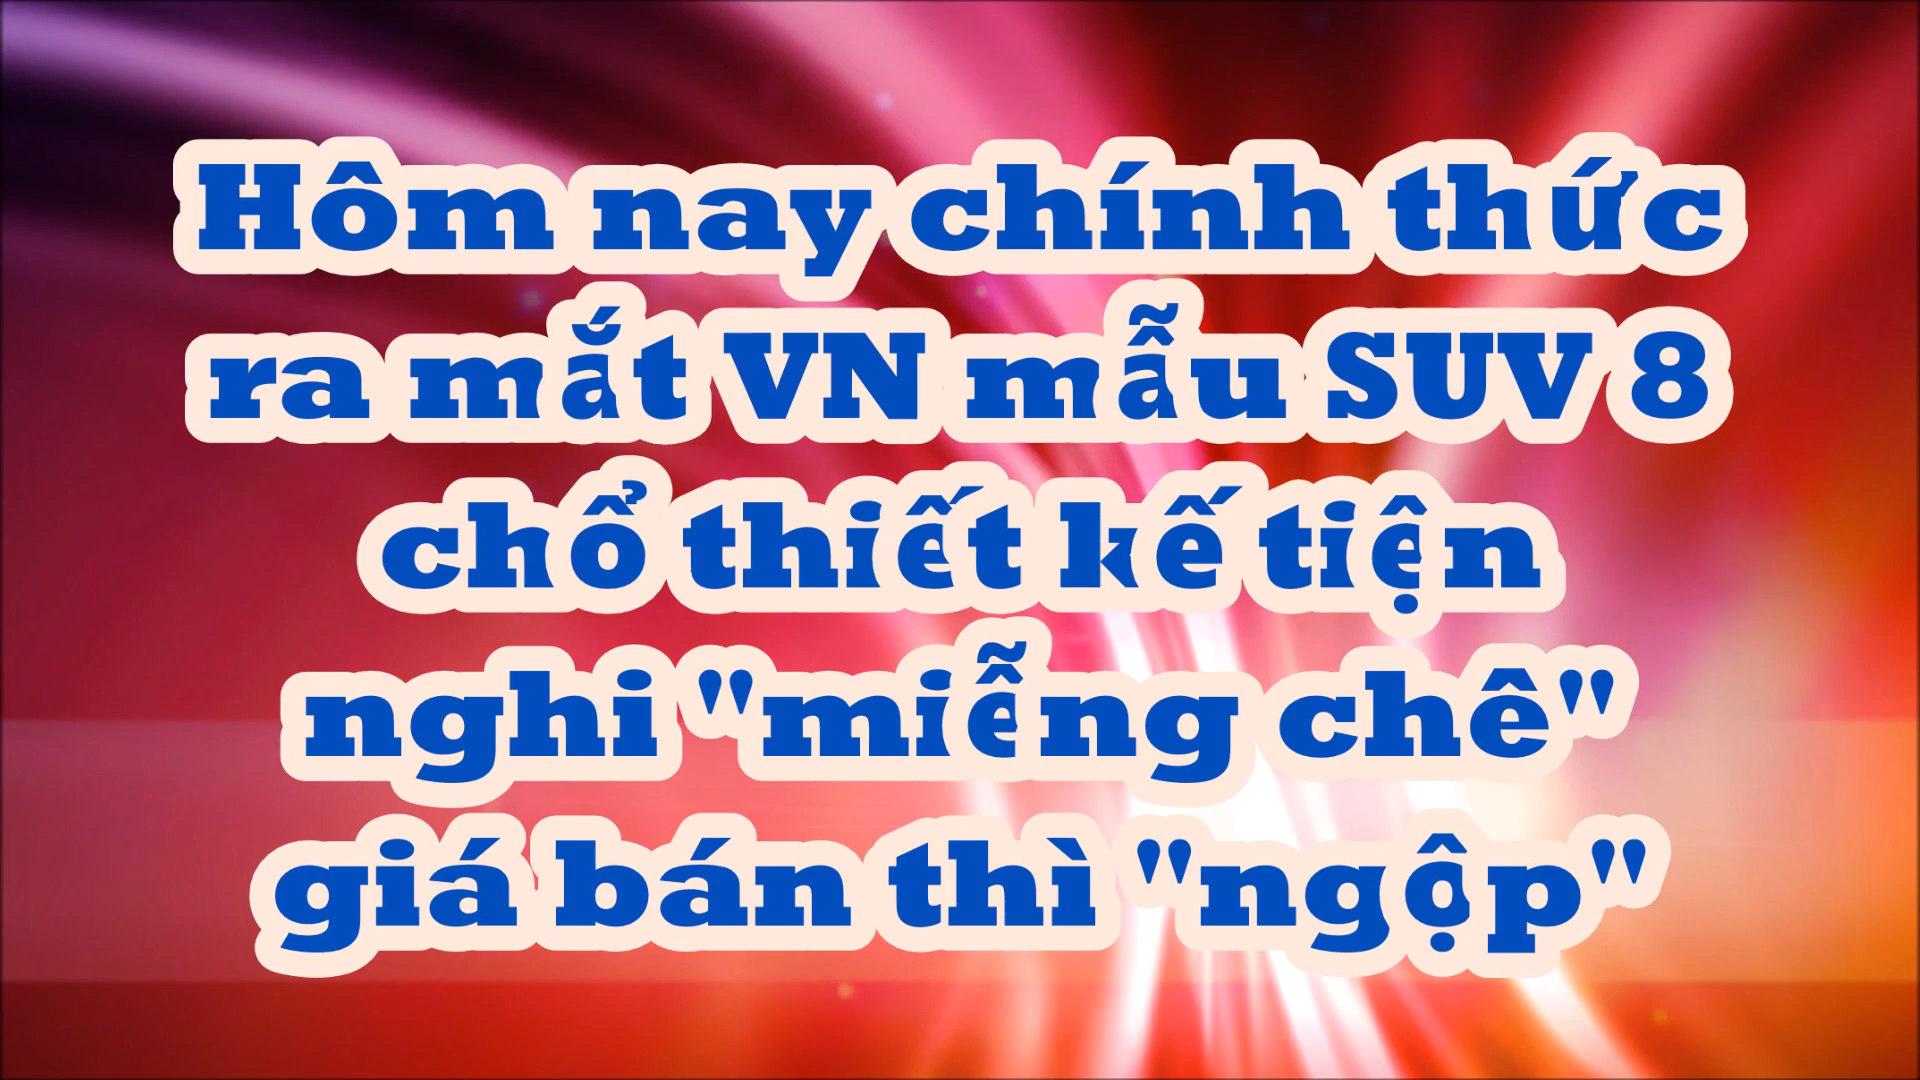 Hôm nay chính thức
ra mắt VN mẫu SUV 8
chổ thiết kế tiện
nghi "miễng chê"
giá bán thì "ngộp"